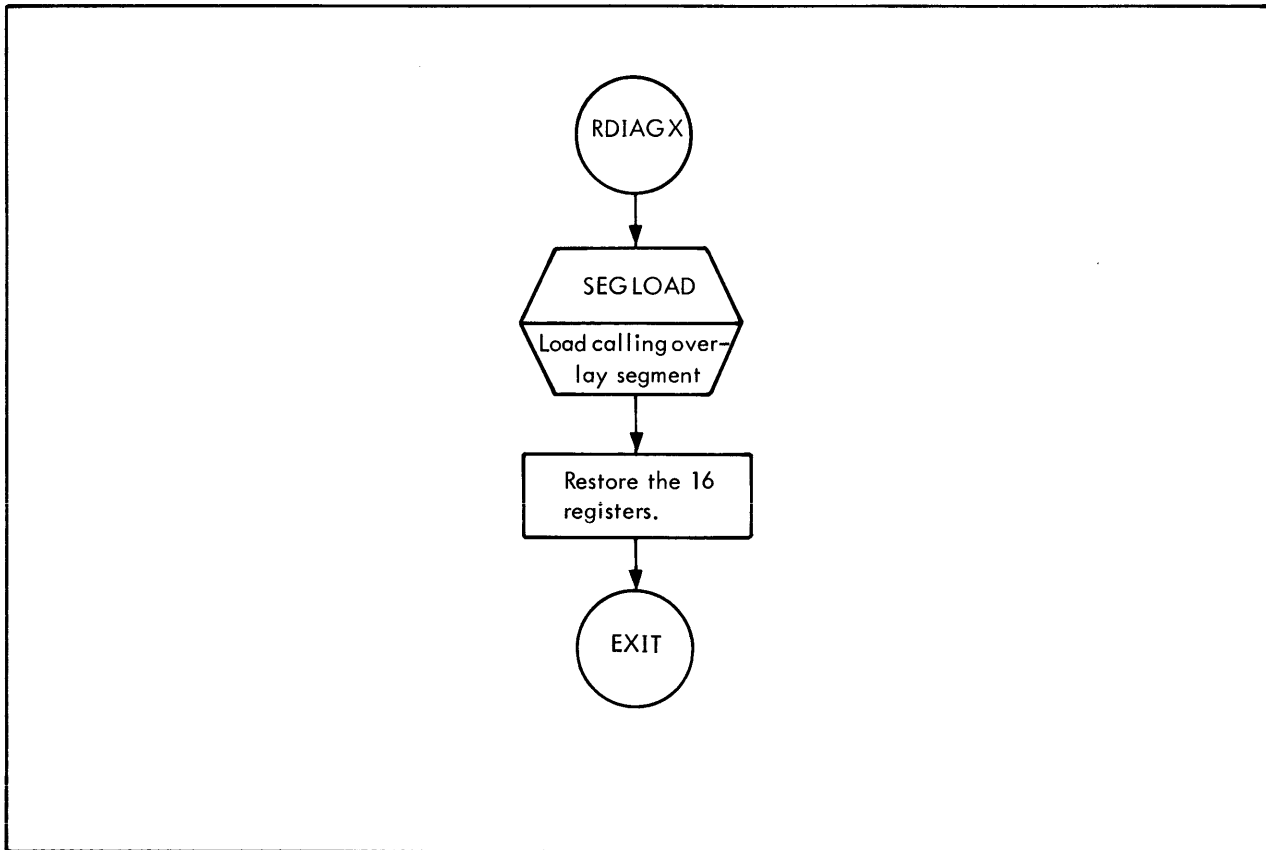 RDIAGX
SEGLOAD
Load calling over-
lay segment
Restore the 16
registers.
EXIT